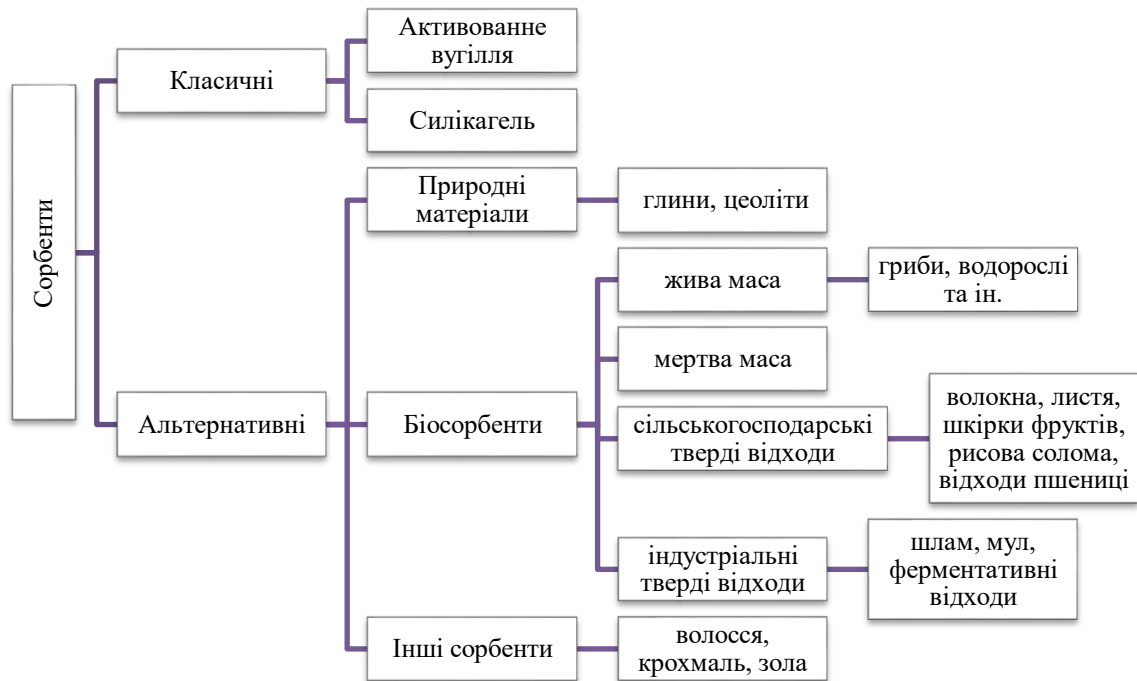 Сорбенти
Класичні
Активованне
вугілля
Силікагель
Альтернативні
Природні
матеріали
глини, цеоліти
Біосорбенти
жива маса
гриби, водорослі
та ін.
мертва маса
сільськогосподарські
тверді відходи
волокна, листя,
шкірки фруктів,
рисова солома,
відходи пшениці
індустріальні
тверді відходи
шлам, мул,
ферментативні
відходи
Інші сорбенти
волосся,
крохмаль, зола